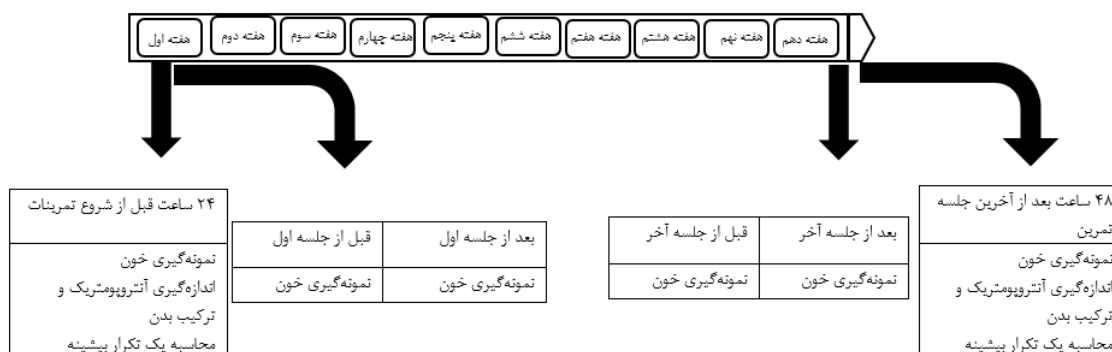 هفته اول
هفته دوم
هفته سوم
هفته چهارم
هفته پنجم
هفته ششم
هفته هفتم
هفته هشتم
هفته نهم
هفته دهم
۲۴ ساعت قبل از شروع تمرینات
نمونه‌گیری خون
اندازه‌گیری آنتروپومتریک و
ترکیب بدن
محاسبه یک تکرار بیشینه
قبل از جلسه اول
بعد از جلسه اول
نمونه‌گیری خون
نمونه‌گیری خون
قبل از جلسه آخر
بعد از جلسه آخر
نمونه‌گیری خون
نمونه‌گیری خون
۴۸ ساعت بعد از آخرین جلسه
تمرین
نمونه‌گیری خون
اندازه‌گیری آنتروپومتریک و
ترکیب بدن
محاسبه یک تکرار بیشینه